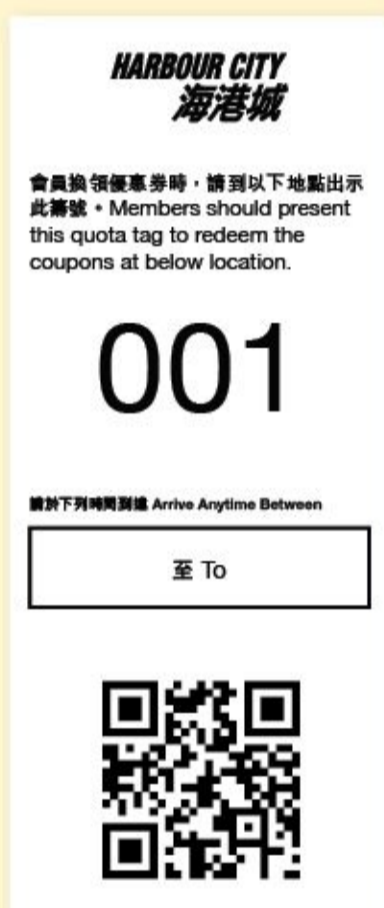 HARBOUR CITY
海港城
會員換領優惠券時，請到以下地點出示
此籌號。Members should present
this quota tag to redeem the
coupons at below location.
001
請於下列時間到達 Arrive Anytime Between
至 To